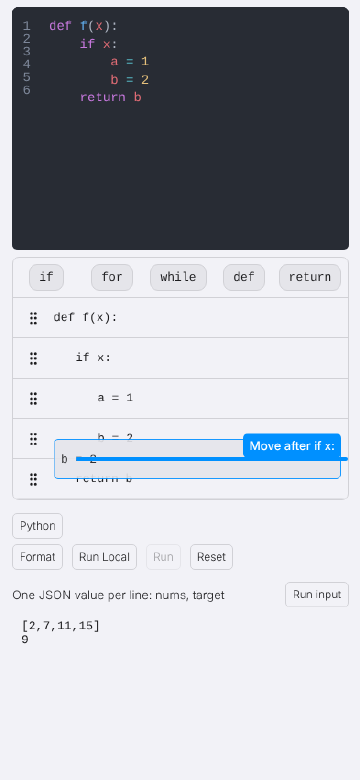 1 def f(x):
2 if x:
3 a = 1
4 b = 2
5 return b
6
if for while def return
def f(x):
if x:
a = 1
b = 2
Move after if x:
b = 2
return b
Python
Format Run Local Run Reset
One JSON value per line: nums, target Run input
[2,7,11,15]
9